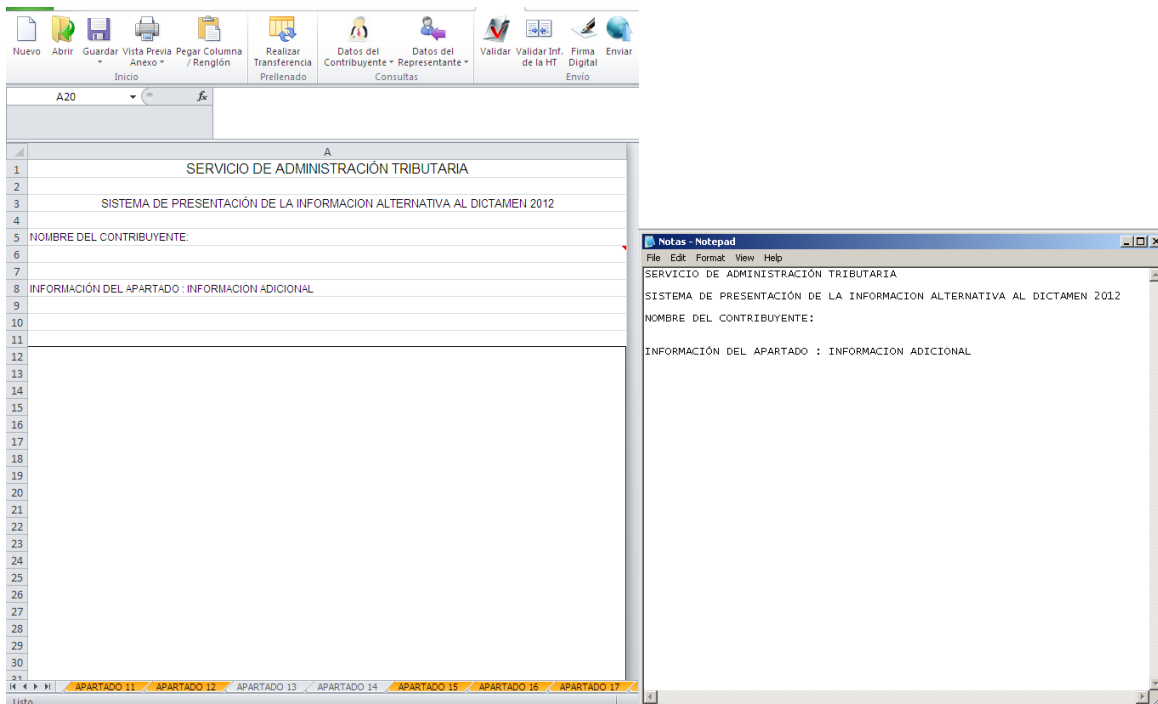 Nuevo Abrir Guardar Vista Previa Pegar Columna Realizar Datos del Datos del Validar Validar Inf. Firma Enviar
Anexo / Renglón Transferencia Contribuyente Representante de la HT Digital
Inicio Prellenado Consultas Envío
A20 fx
A
1 SERVICIO DE ADMINISTRACIÓN TRIBUTARIA
2
3 SISTEMA DE PRESENTACIÓN DE LA INFORMACION ALTERNATIVA AL DICTAMEN 2012
4
5 NOMBRE DEL CONTRIBUYENTE:
6
7
8 INFORMACIÓN DEL APARTADO : INFORMACION ADICIONAL
9
10
11
12
13
14
15
16
17
18
19
20
21
22
23
24
25
26
27
28
29
30
31
APARTADO 11 APARTADO 12 APARTADO 13 APARTADO 14 APARTADO 15 APARTADO 16 APARTADO 17
Listo
Notas - Notepad
File Edit Format View Help
SERVICIO DE ADMINISTRACIÓN TRIBUTARIA
SISTEMA DE PRESENTACIÓN DE LA INFORMACION ALTERNATIVA AL DICTAMEN 2012
NOMBRE DEL CONTRIBUYENTE:
INFORMACIÓN DEL APARTADO : INFORMACION ADICIONAL